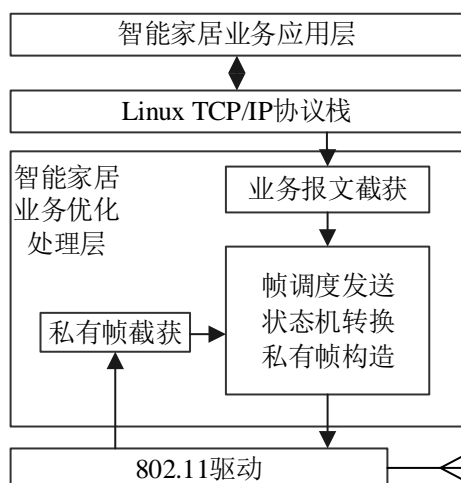 智能家居业务应用层
Linux TCP/IP协议栈
智能家居
业务优化
处理层
业务报文截获
帧调度发送
状态机转换
私有帧构造
私有帧截获
802.11驱动